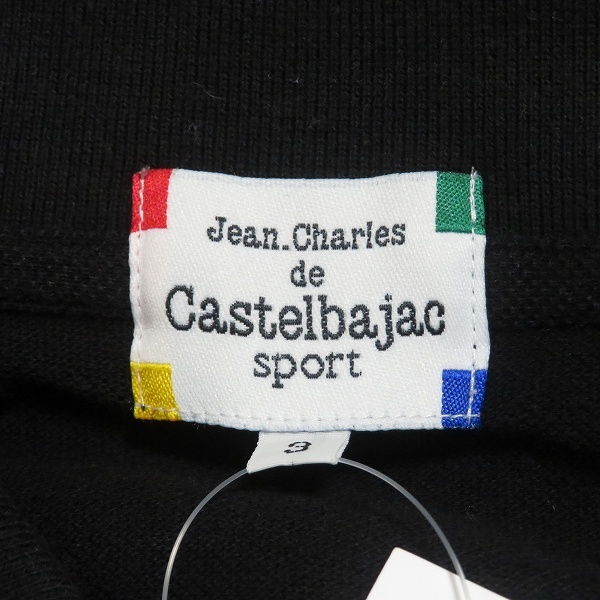 Jean.Charles
de
Castelbajac
sport
3